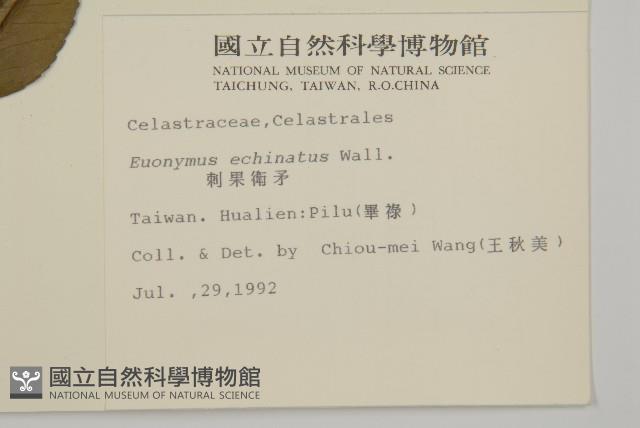 國立自然科學博物館
NATIONAL MUSEUM OF NATURAL SCIENCE
TAICHUNG, TAIWAN, R.O.CHINA
Celastraceae,Celastrales
Euonymus echinatus Wall.
刺果衛矛
Taiwan. Hualien:Pilu(畢祿)
Coll. & Det. by Chiou-mei Wang(王秋美)
Jul. ,29,1992
國立自然科學博物館
NATIONAL MUSEUM OF NATURAL SCIENCE